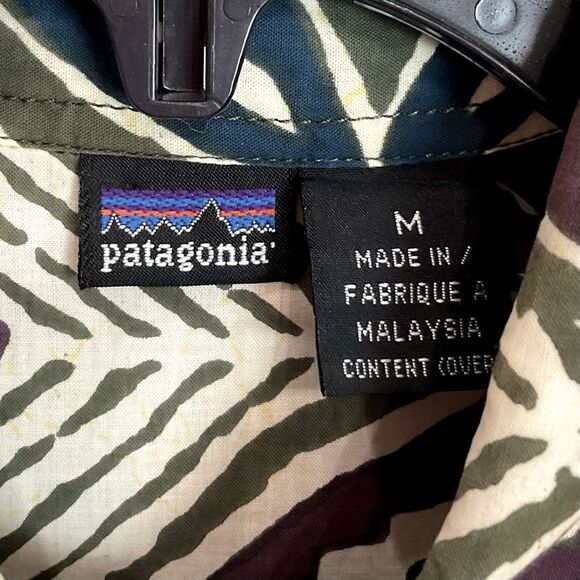 patagonia
M
MADE IN /
FABRIQUE A
MALAYSIA
CONTENT (OVER